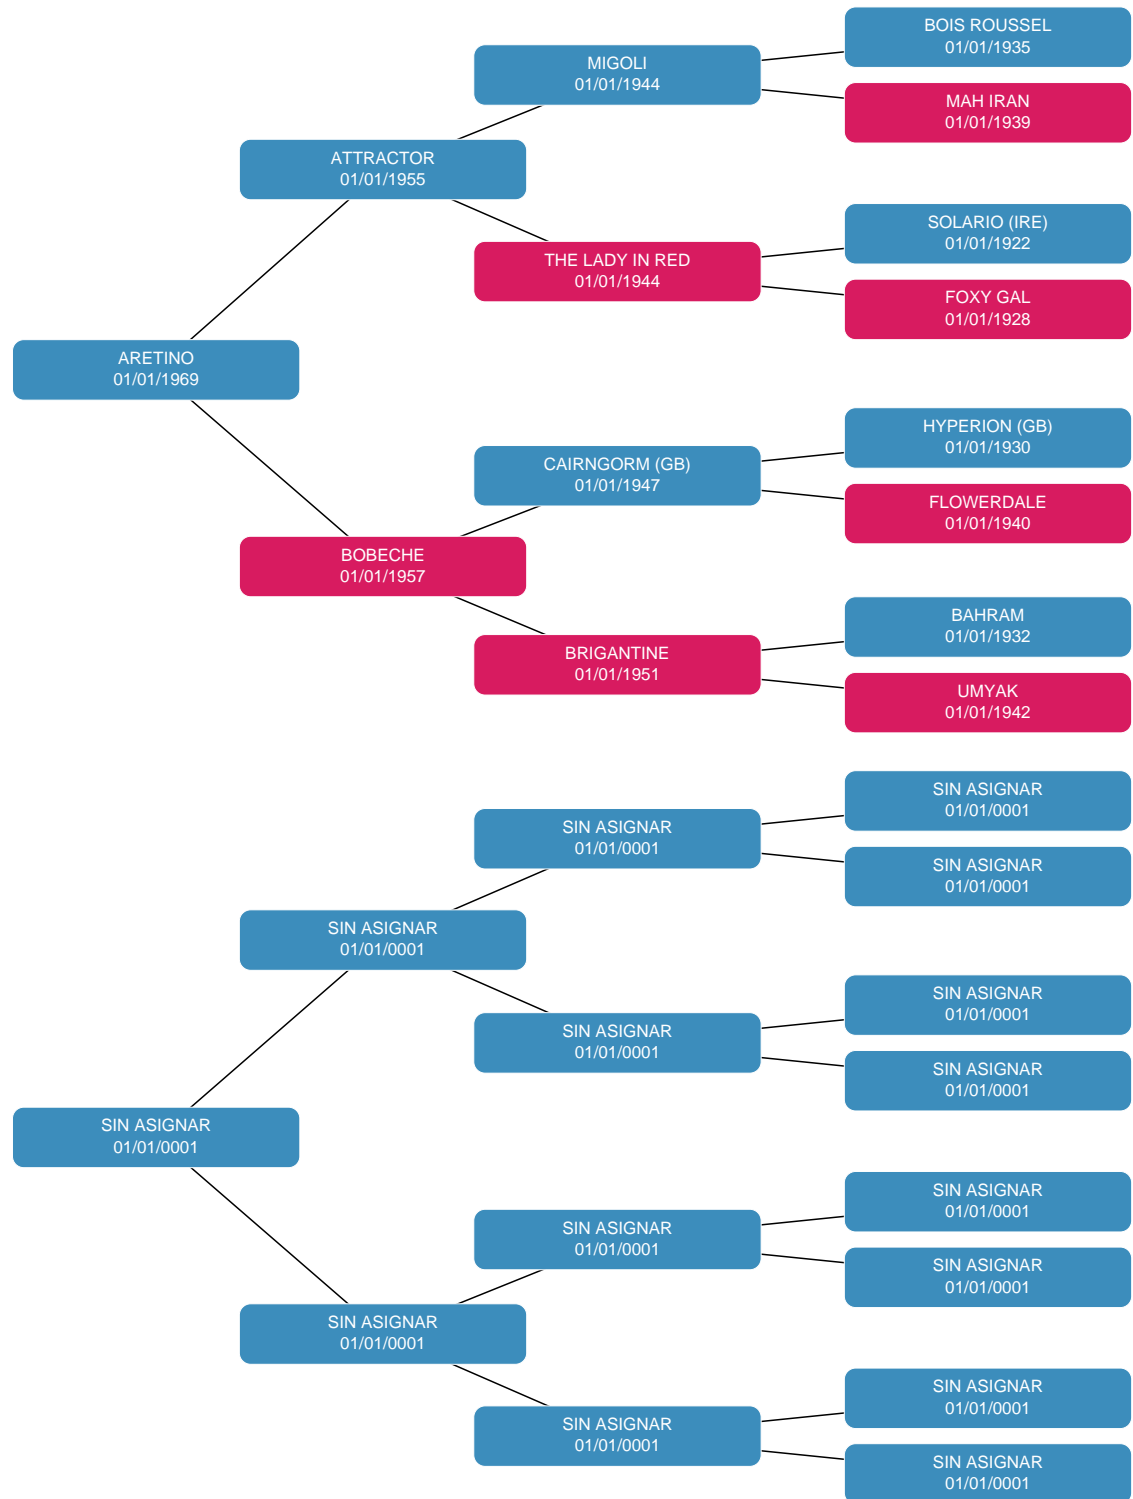 BOIS ROUSSEL
01/01/1935
MIGOLI
01/01/1944
MAH IRAN
01/01/1939
ATTRACTOR
01/01/1955
SOLARIO (IRE)
01/01/1922
THE LADY IN RED
01/01/1944
FOXY GAL
01/01/1928
ARETINO
01/01/1969
HYPERION (GB)
01/01/1930
CAIRNGORM (GB)
01/01/1947
FLOWERDALE
01/01/1940
BOBECHE
01/01/1957
BAHRAM
01/01/1932
BRIGANTINE
01/01/1951
UMYAK
01/01/1942
SIN ASIGNAR
01/01/0001
SIN ASIGNAR
01/01/0001
SIN ASIGNAR
01/01/0001
SIN ASIGNAR
01/01/0001
SIN ASIGNAR
01/01/0001
SIN ASIGNAR
01/01/0001
SIN ASIGNAR
01/01/0001
SIN ASIGNAR
01/01/0001
SIN ASIGNAR
01/01/0001
SIN ASIGNAR
01/01/0001
SIN ASIGNAR
01/01/0001
SIN ASIGNAR
01/01/0001
SIN ASIGNAR
01/01/0001
SIN ASIGNAR
01/01/0001
SIN ASIGNAR
01/01/0001